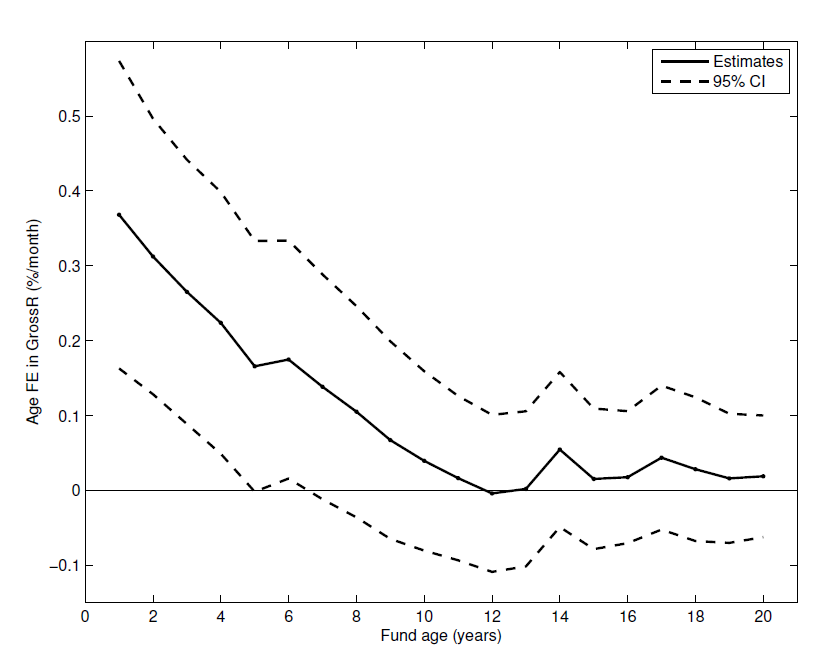 Estimates
95% CI
0.5
0.4
0.3
0.2
0.1
0
−0.1
Age FE in GrossR (%/month)
0 2 4 6 8 10 12 14 16 18 20
Fund age (years)